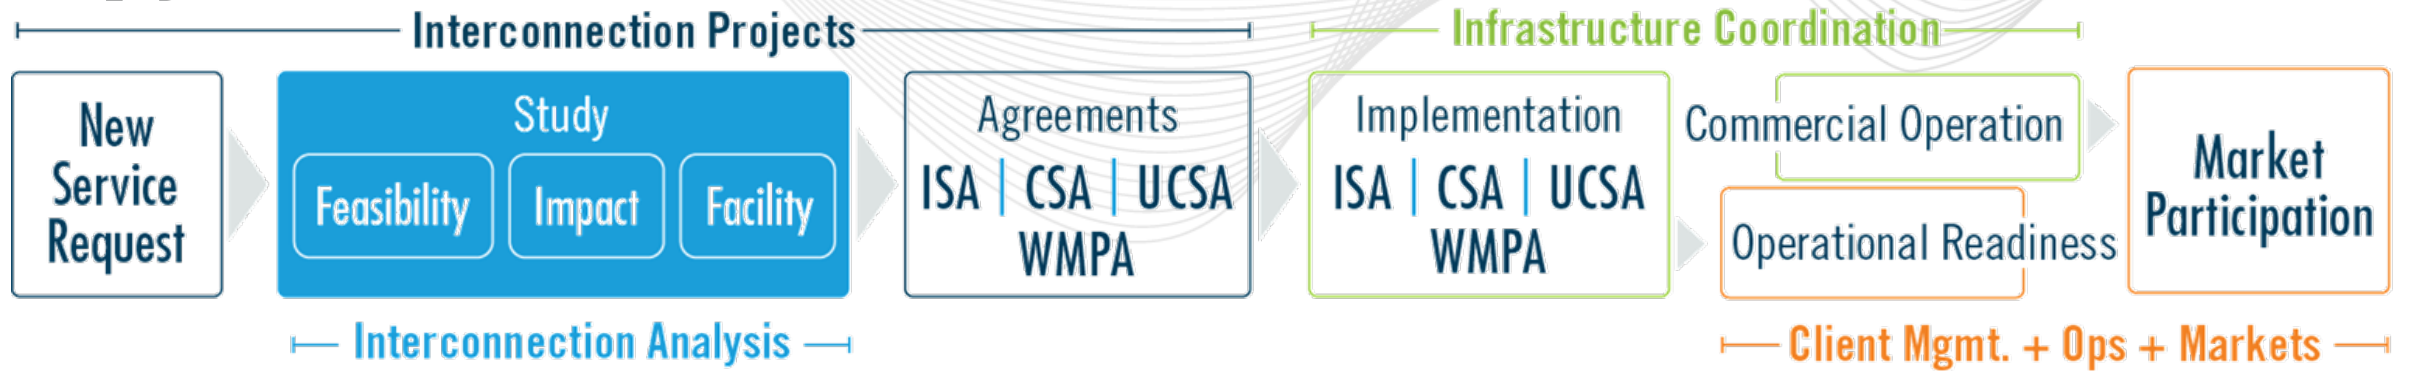 Interconnection Projects
Infrastructure Coordination
New
Service
Request
Study
Feasibility
Impact
Facility
Agreements
ISA | CSA | UCSA
WMPA
Implementation
ISA | CSA | UCSA
WMPA
Commercial Operation
Operational Readiness
Market
Participation
Interconnection Analysis
Client Mgmt. + Ops + Markets